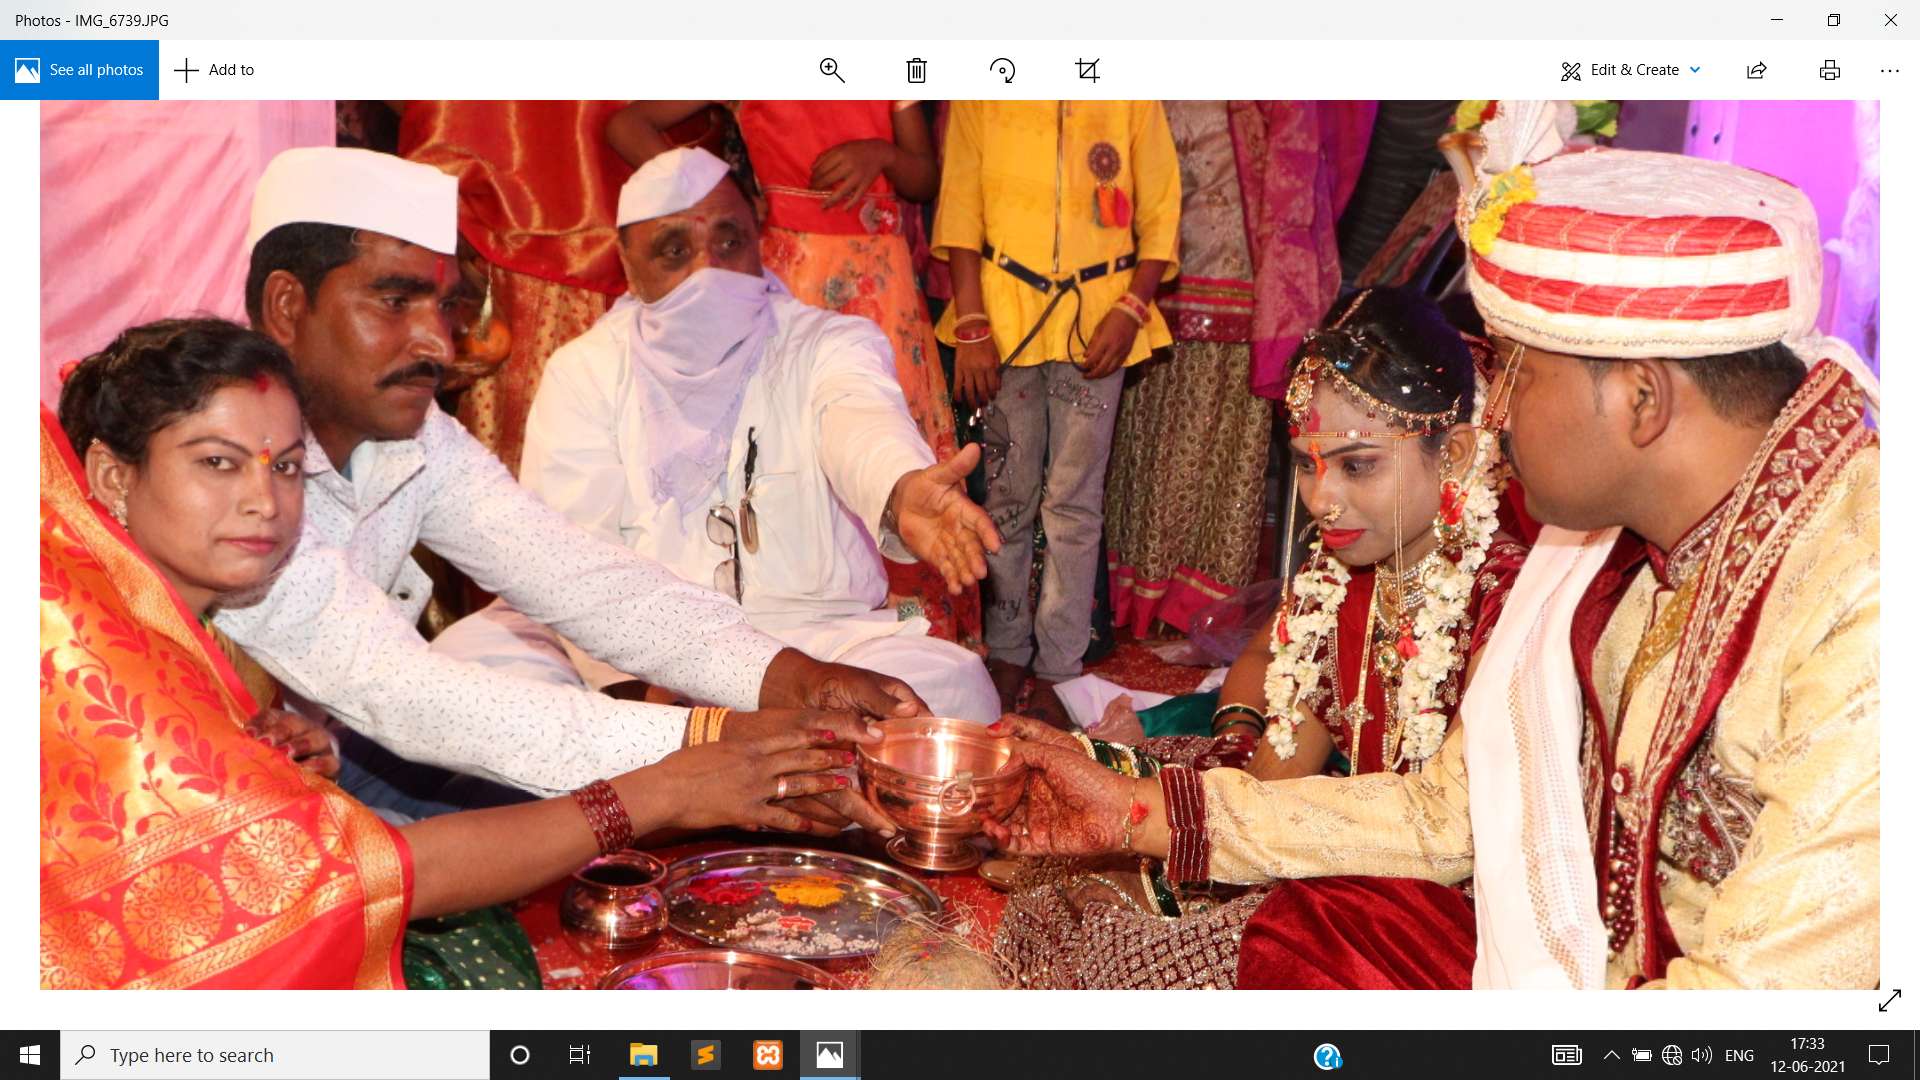 Photos - IMG_6739.JPG
See all photos
Add to
Edit & Create
Type here to search
ENG
17:33
12-06-2021